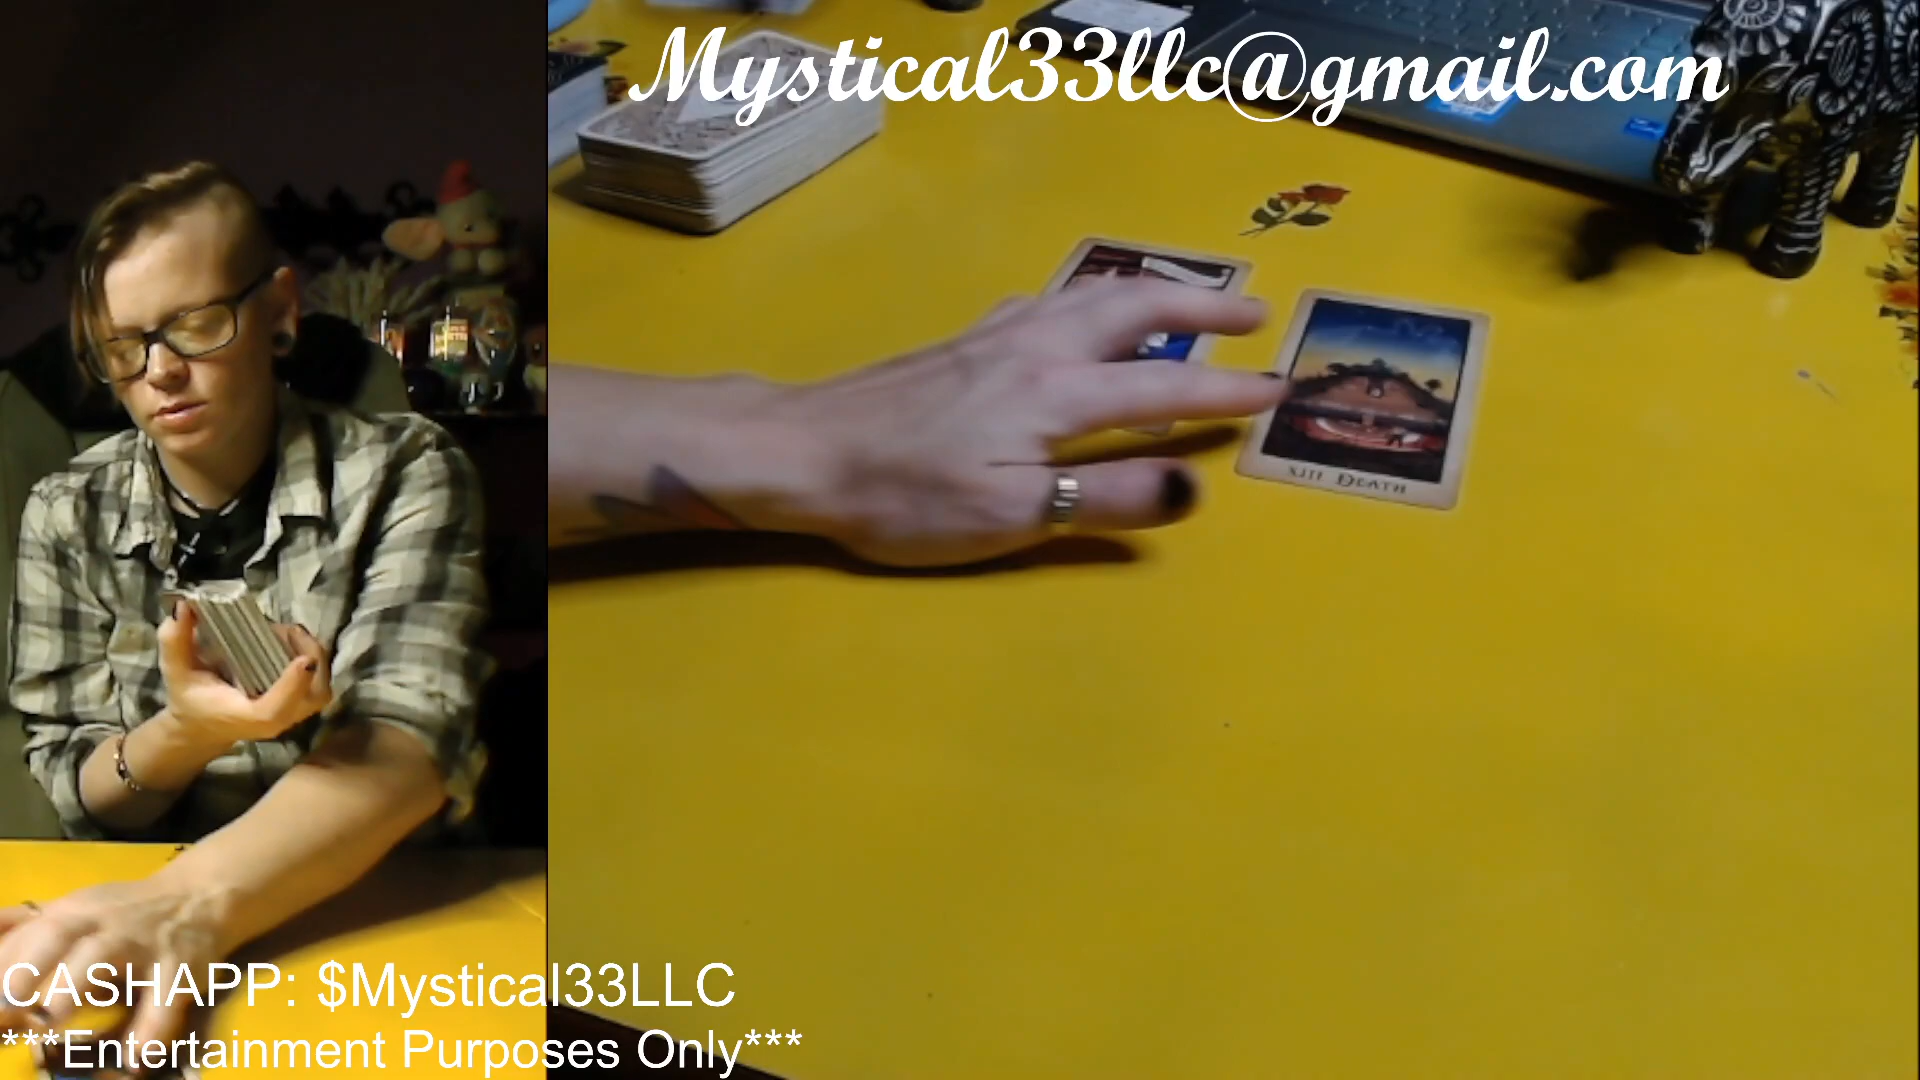 Mystical33llc@gmail.com
XIII DEATH
CASHAPP: $Mystical33LLC
***Entertainment Purposes Only***